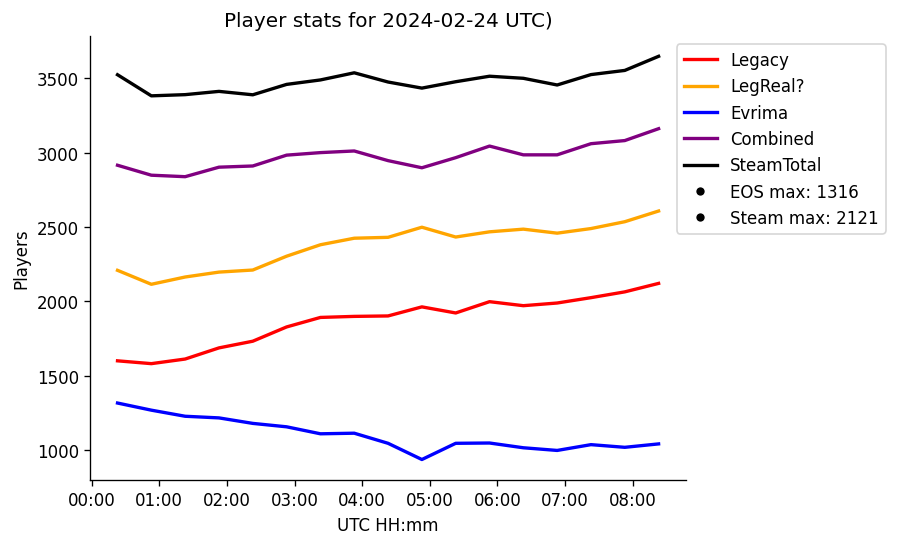 Player stats for 2024-02-24 UTC)
Legacy
LegReal?
Evrima
Combined
SteamTotal
EOS max: 1316
Steam max: 2121
Players
3500
3000
2500
2000
1500
1000
00:00 01:00 02:00 03:00 04:00 05:00 06:00 07:00 08:00
UTC HH:mm